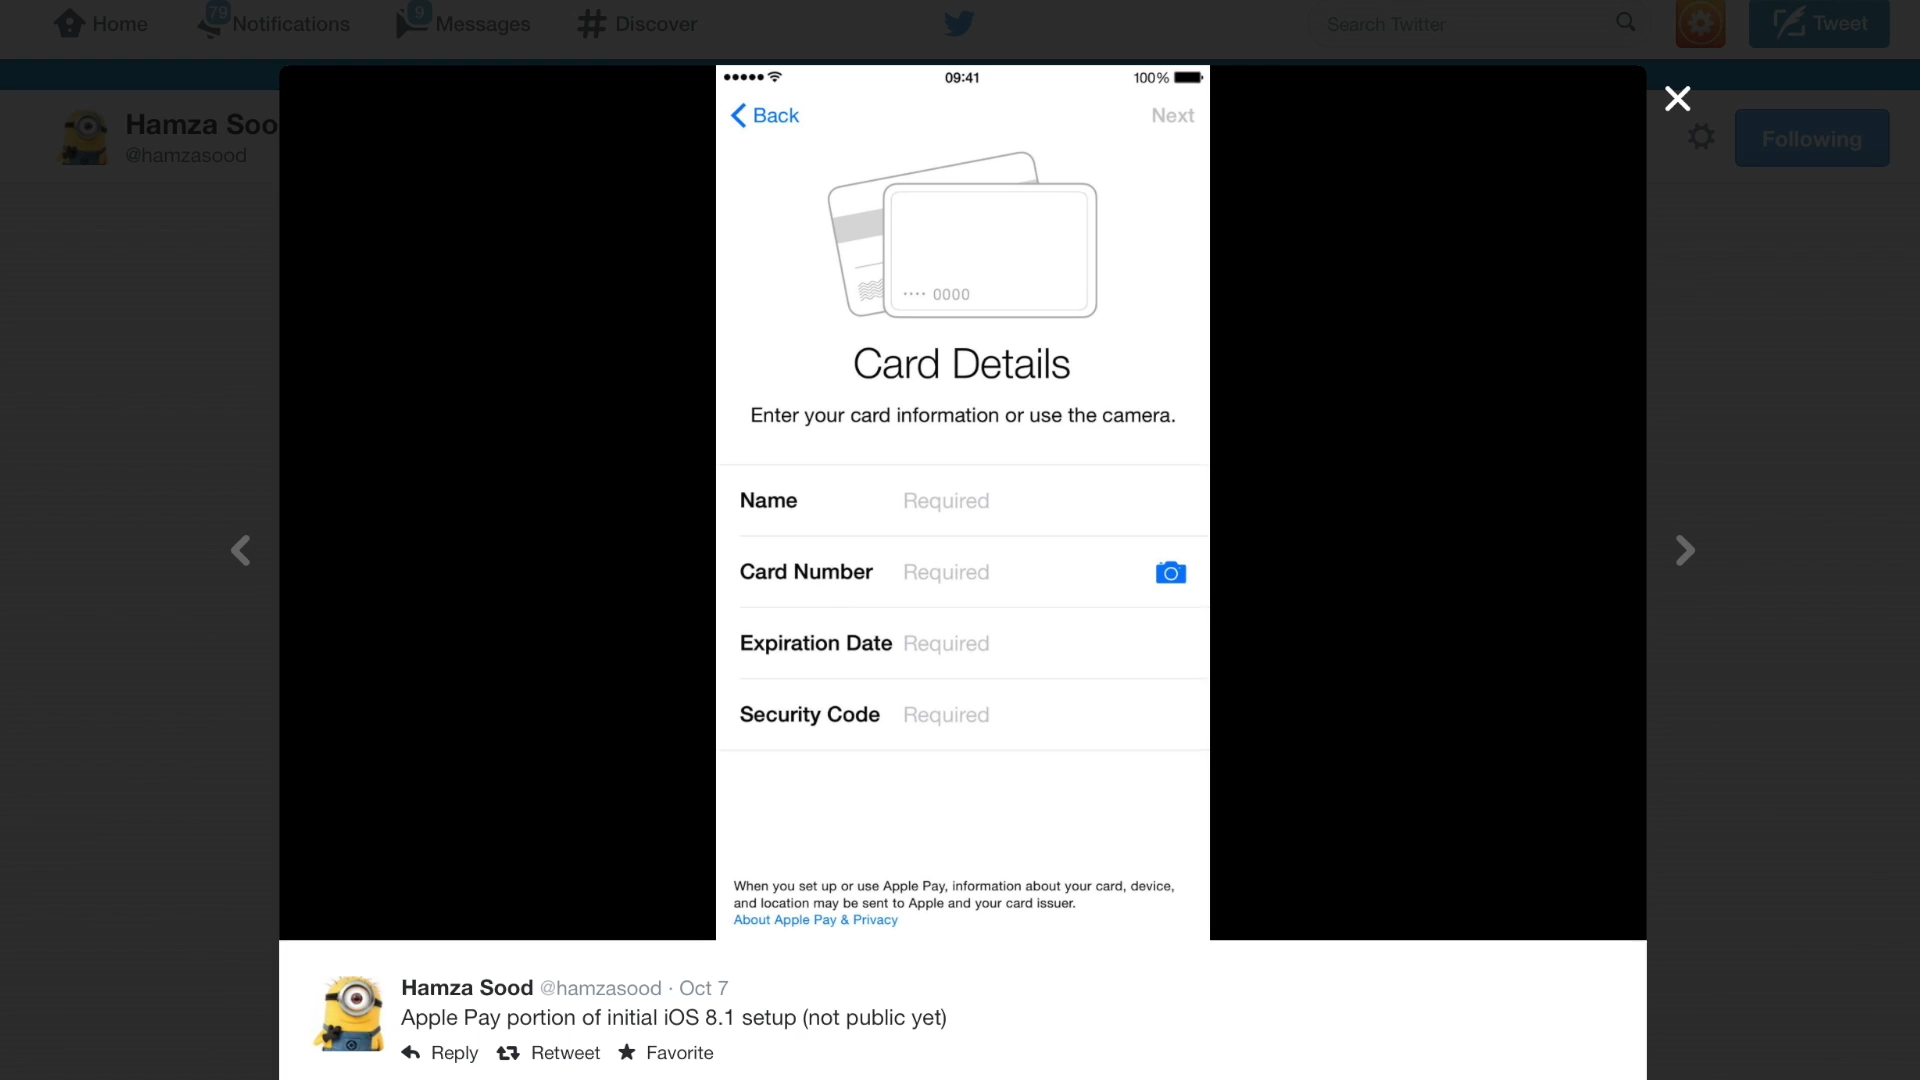 Home
79
Notifications
9
Messages
Discover
Search Twitter
Tweet
Hamza Soo
@hamzasood
Following
09:41
100%
Back
Next
···· 0000
Card Details
Enter your card information or use the camera.
Name Required
Card Number Required
Expiration Date Required
Security Code Required
When you set up or use Apple Pay, information about your card, device,
and location may be sent to Apple and your card issuer.
About Apple Pay & Privacy
Hamza Sood @hamzasood · Oct 7
Apple Pay portion of initial iOS 8.1 setup (not public yet)
Reply Retweet Favorite